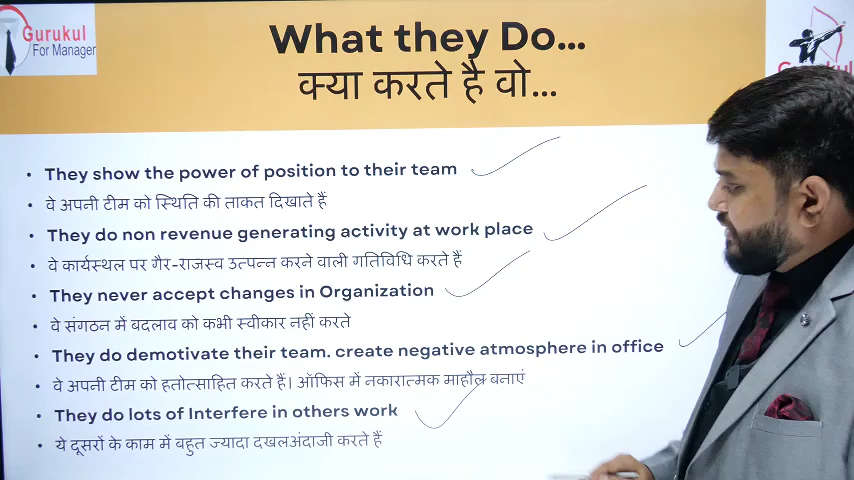 Gurukul
For Manager
What they Do...
क्या करते है वो...
They show the power of position to their team
वे अपनी टीम को स्थिति की ताकत दिखाते हैं
They do non revenue generating activity at work place
वे कार्यस्थल पर गैर-राजस्व उत्पन्न करने वाली गतिविधि करते हैं
They never accept changes in Organization
वे संगठन में बदलाव को कभी स्वीकार नहीं करते
They do demotivate their team. create negative atmosphere in office
वे अपनी टीम को हतोत्साहित करते हैं। ऑफिस में नकारात्मक माहौल बनाएं
They do lots of Interfere in others work
ये दूसरों के काम में बहुत ज्यादा दखलअंदाजी करते हैं